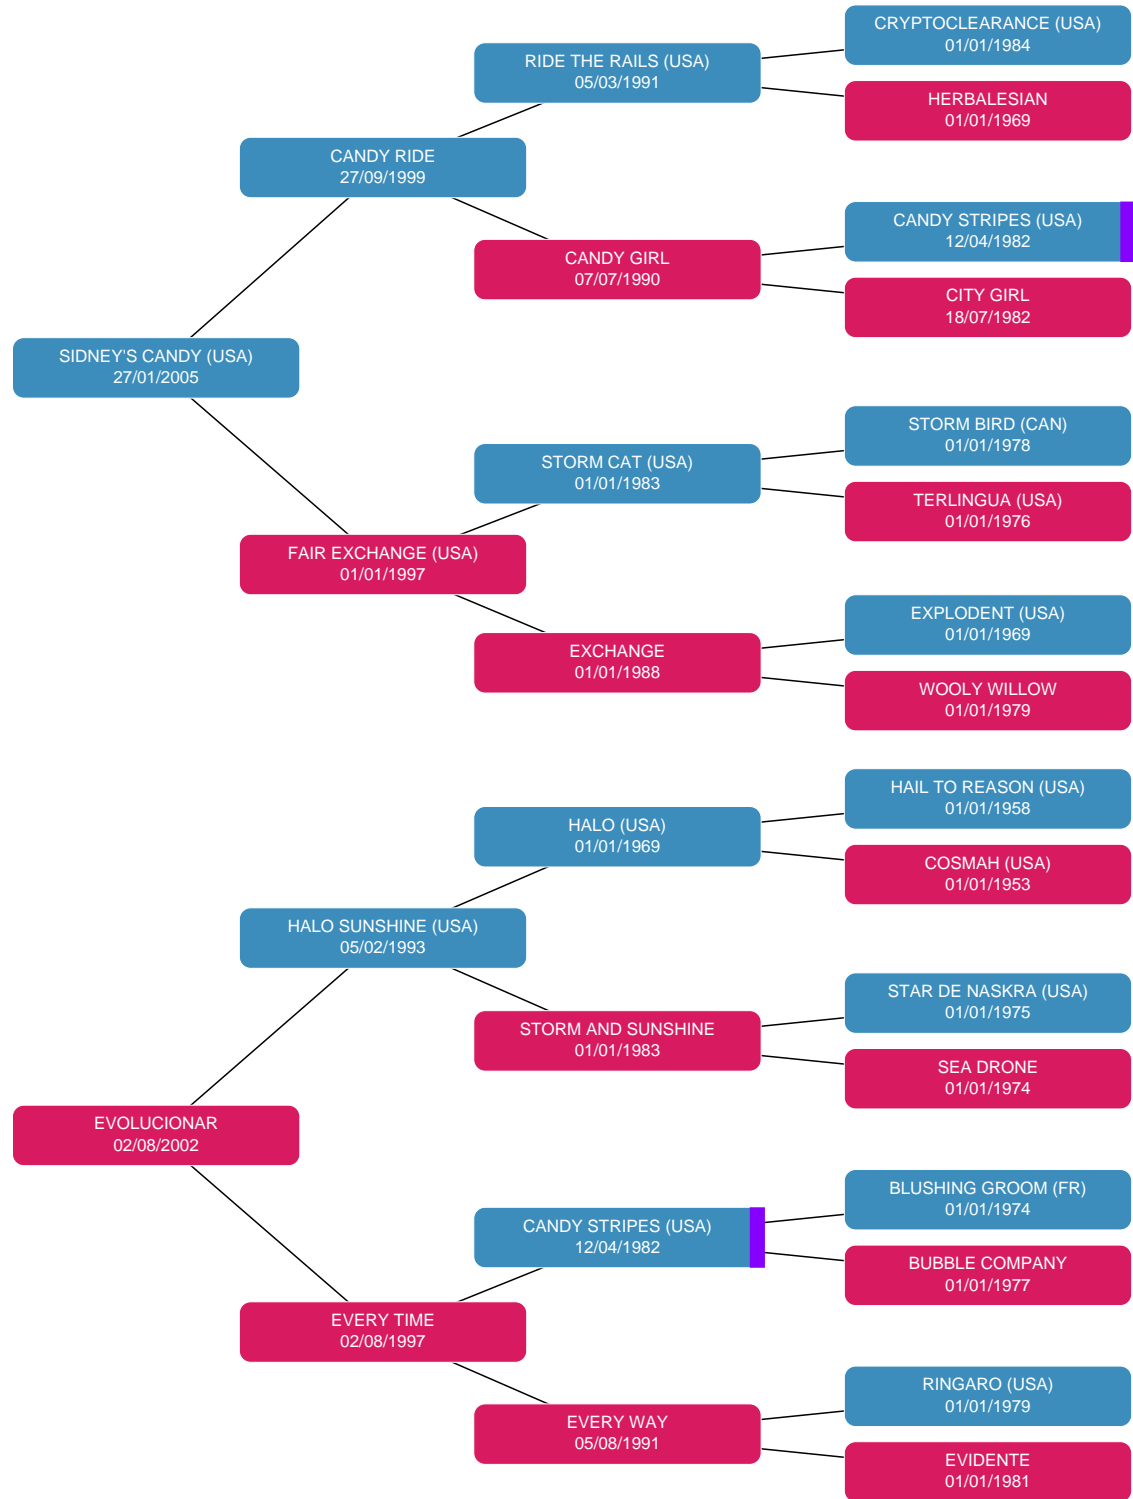 CRYPTOCLEARANCE (USA)
01/01/1984
RIDE THE RAILS (USA)
05/03/1991
HERBALESIAN
01/01/1969
CANDY RIDE
27/09/1999
CANDY STRIPES (USA)
12/04/1982
CANDY GIRL
07/07/1990
CITY GIRL
18/07/1982
SIDNEY'S CANDY (USA)
27/01/2005
STORM BIRD (CAN)
01/01/1978
STORM CAT (USA)
01/01/1983
TERLINGUA (USA)
01/01/1976
FAIR EXCHANGE (USA)
01/01/1997
EXPLODENT (USA)
01/01/1969
EXCHANGE
01/01/1988
WOOLY WILLOW
01/01/1979
HAIL TO REASON (USA)
01/01/1958
HALO (USA)
01/01/1969
COSMAH (USA)
01/01/1953
HALO SUNSHINE (USA)
05/02/1993
STAR DE NASKRA (USA)
01/01/1975
STORM AND SUNSHINE
01/01/1983
SEA DRONE
01/01/1974
EVOLUCIONAR
02/08/2002
BLUSHING GROOM (FR)
01/01/1974
CANDY STRIPES (USA)
12/04/1982
BUBBLE COMPANY
01/01/1977
EVERY TIME
02/08/1997
RINGARO (USA)
01/01/1979
EVERY WAY
05/08/1991
EVIDENTE
01/01/1981